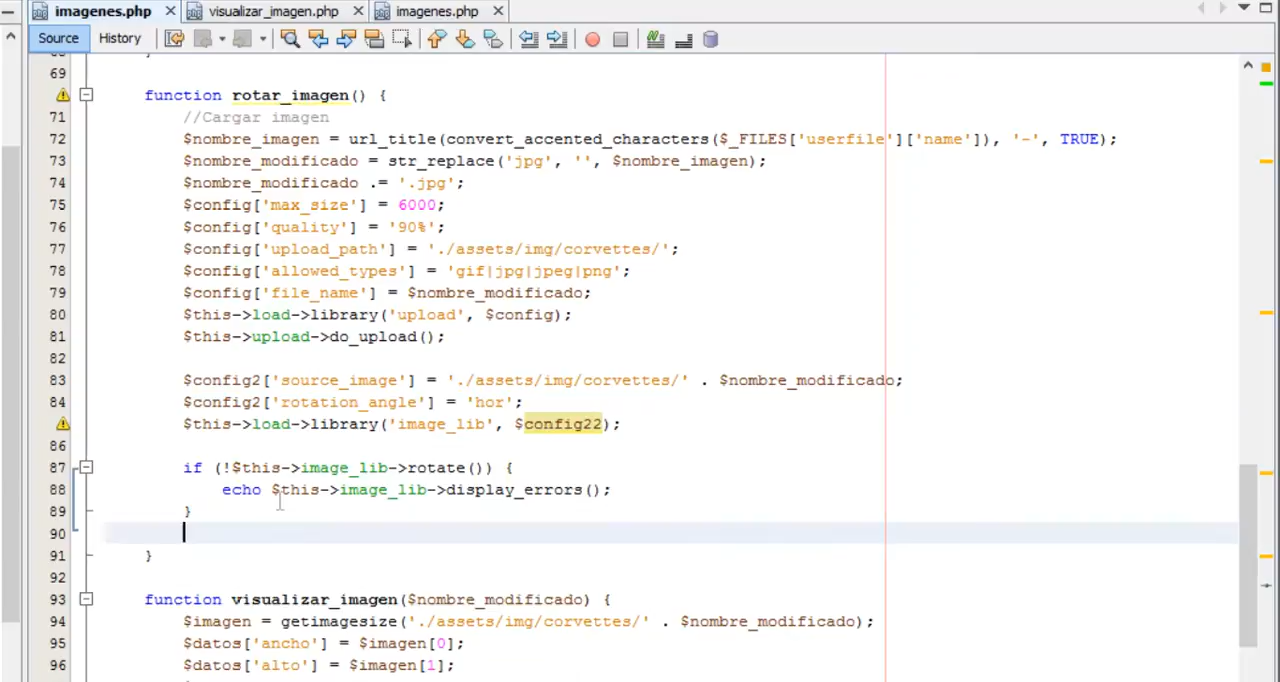 imagenes.php visualizar_imagen.php imagenes.php
Source History
69
function rotar_imagen() {
71 //Cargar imagen
72 $nombre_imagen = url_title(convert_accented_characters($_FILES['userfile']['name']), '-', TRUE);
73 $nombre_modificado = str_replace('jpg', '', $nombre_imagen);
74 $nombre_modificado .= '.jpg';
75 $config['max_size'] = 6000;
76 $config['quality'] = '90%';
77 $config['upload_path'] = './assets/img/corvettes/';
78 $config['allowed_types'] = 'gif|jpg|jpeg|png';
79 $config['file_name'] = $nombre_modificado;
80 $this->load->library('upload', $config);
81 $this->upload->do_upload();
82
83 $config2['source_image'] = './assets/img/corvettes/' . $nombre_modificado;
84 $config2['rotation_angle'] = 'hor';
$this->load->library('image_lib', $config22);
86
87 if (!$this->image_lib->rotate()) {
88 echo $this->image_lib->display_errors();
89 }
90
91 }
92
93 function visualizar_imagen($nombre_modificado) {
94 $imagen = getimagesize('./assets/img/corvettes/' . $nombre_modificado);
95 $datos['ancho'] = $imagen[0];
96 $datos['alto'] = $imagen[1];